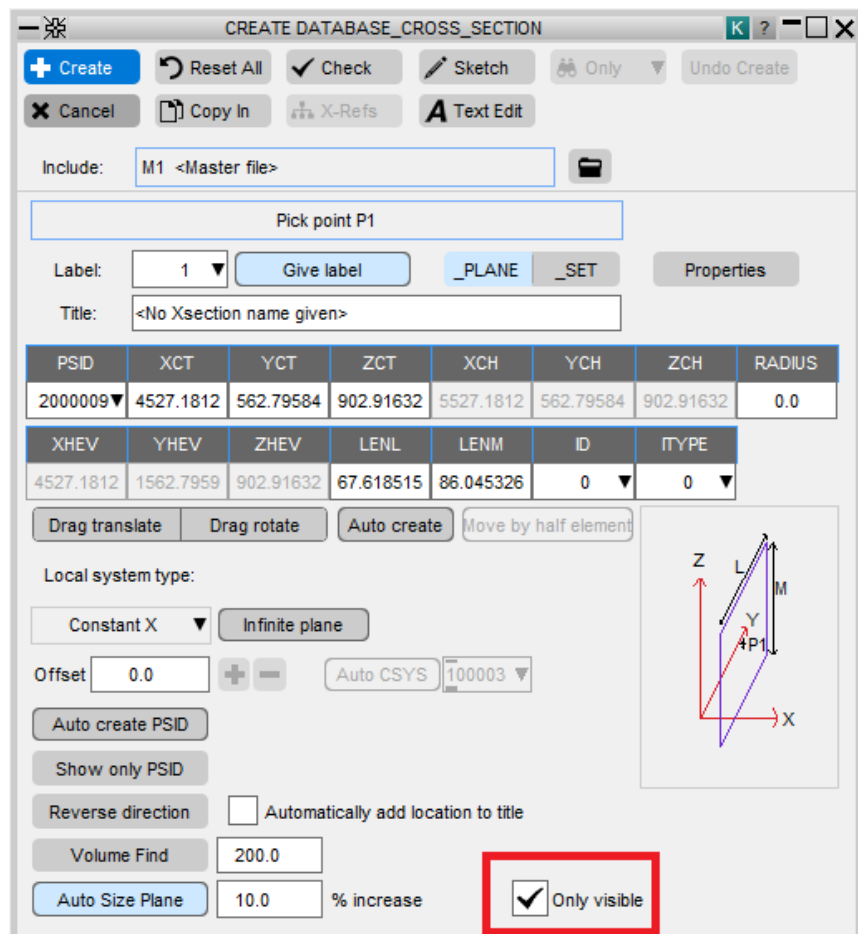 CREATE DATABASE_CROSS_SECTION K ?
Create Reset All Check Sketch Only Undo Create
Cancel Copy In X-Refs A Text Edit
Include: M1 <Master file>
Pick point P1
Label: 1 Give label _PLANE _SET Properties
Title: <No Xsection name given>
PSID XCT YCT ZCT XCH YCH ZCH RADIUS
2000009 4527.1812 562.79584 902.91632 5527.1812 562.79584 902.91632 0.0
XHEV YHEV ZHEV LENL LENM ID ITYPE
4527.1812 1562.7959 902.91632 67.618515 86.045326 0 0
Drag translate Drag rotate Auto create Move by half element
Local system type:
Constant X Infinite plane
Offset 0.0 Auto CSYS 100003
Auto create PSID
Show only PSID
Reverse direction Automatically add location to title
Volume Find 200.0
Auto Size Plane 10.0 % increase Only visible
Z L
M
Y
P1
X